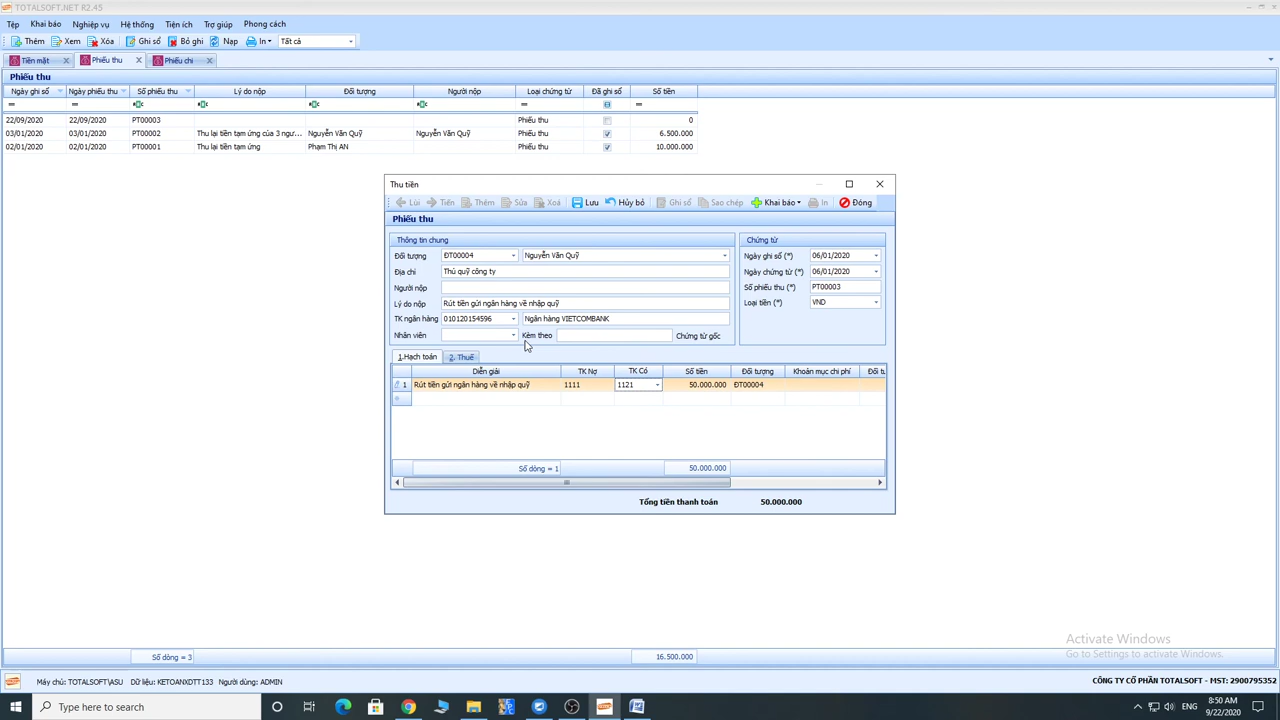 TOTALSOFT.NET R2.45
Tệp Khai báo Nghiệp vụ Hệ thống Tiện ích Trợ giúp Phong cách
Thêm Xem Xóa Ghi sổ Bỏ ghi Nạp In Tất cả
Tiền mặt Phiếu thu Phiếu chi
Phiếu thu
Ngày ghi sổ Ngày phiếu thu Số phiếu thu Lý do nộp Đối tượng Người nộp Loại chứng từ Đã ghi sổ Số tiền
22/09/2020 22/09/2020 PT00003 Phiếu thu 0
03/01/2020 03/01/2020 PT00002 Thu lại tiền tạm ứng của 3 ngư... Nguyễn Văn Quỹ Nguyễn Văn Quỹ Phiếu thu 6.500.000
02/01/2020 02/01/2020 PT00001 Thu lại tiền tạm ứng Phạm Thị AN Phiếu thu 10.000.000
Thu tiền
Lùi Tiến Thêm Sửa Xoá Lưu Hủy bỏ Ghi sổ Sao chép Khai báo In Đóng
Phiếu thu
Thông tin chung
Đối tượng ĐT00004 Nguyễn Văn Quỹ
Địa chỉ Thủ quỹ công ty
Người nộp
Lý do nộp Rút tiền gửi ngân hàng về nhập quỹ
TK ngân hàng 010120154596 Ngân hàng VIETCOMBANK
Nhân viên Kèm theo Chứng từ gốc
Chứng từ
Ngày ghi sổ (*) 06/01/2020
Ngày chứng từ (*) 06/01/2020
Số phiếu thu (*) PT00003
Loại tiền (*) VND
1.Hạch toán 2. Thuế
Diễn giải TK Nợ TK Có Số tiền Đối tượng Khoản mục chi phí Đối tư
1 Rút tiền gửi ngân hàng về nhập quỹ 1111 1121 50.000.000 ĐT00004
Số dòng = 1 50.000.000
Tổng tiền thanh toán 50.000.000
Activate Windows
Go to Settings to activate Windows.
Số dòng = 3 16.500.000
Máy chủ: TOTALSOFT\ASU Dữ liệu: KETOANXDTT133 Người dùng: ADMIN CÔNG TY CỔ PHẦN TOTALSOFT - MST: 2900795352
Type here to search
ENG
8:50 AM
9/22/2020